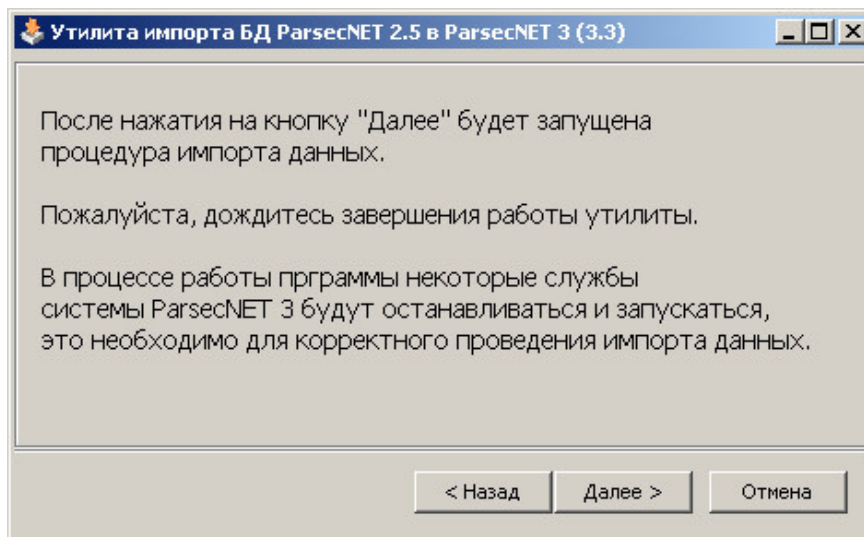 Утилита импорта БД ParsecNET 2.5 в ParsecNET 3 (3.3)
После нажатия на кнопку "Далее" будет запущена
процедура импорта данных.
Пожалуйста, дождитесь завершения работы утилиты.
В процессе работы прграммы некоторые службы
системы ParsecNET 3 будут останавливаться и запускаться,
это необходимо для корректного проведения импорта данных.
< Назад Далее > Отмена